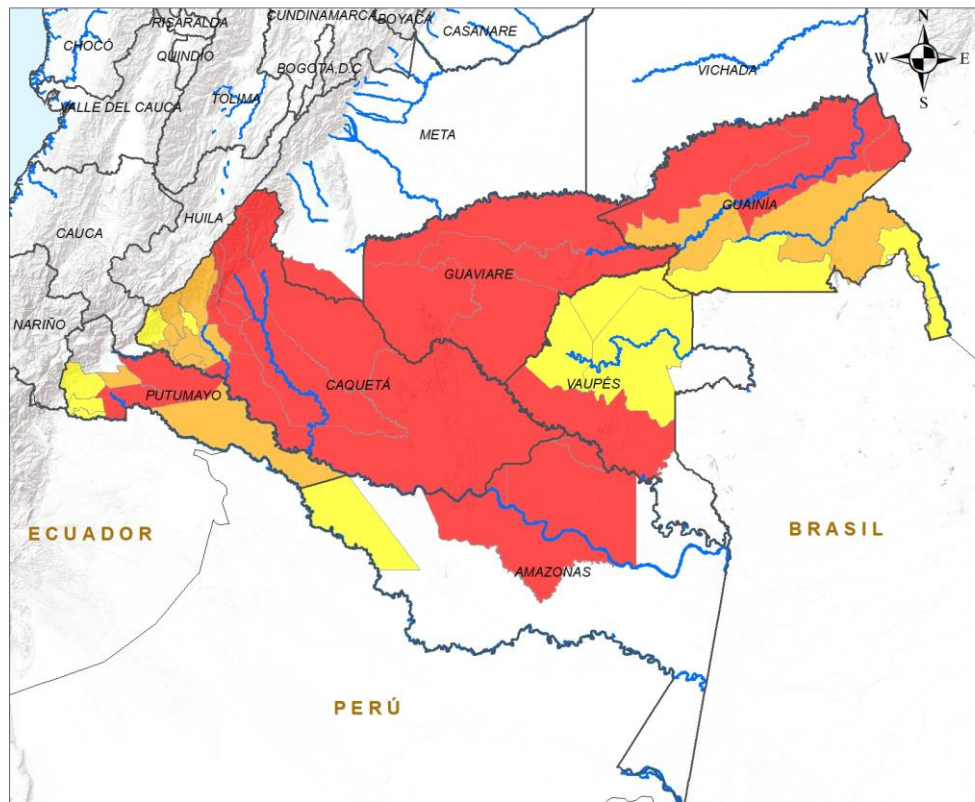 RISARALDA
CUNDINAMARCA
BOYACÁ
CASANARE
N
CHOCÓ
QUINDIO
BOGOTÁ,D.C
W
E
VICHADA
TOLIMA
S
VALLE DEL CAUCA
META
GUAINÍA
HUILA
CAUCA
GUAVIARE
NARIÑO
CAQUETÁ
VAUPÉS
PUTUMAYO
ECUADOR
BRASIL
AMAZONAS
PERÚ